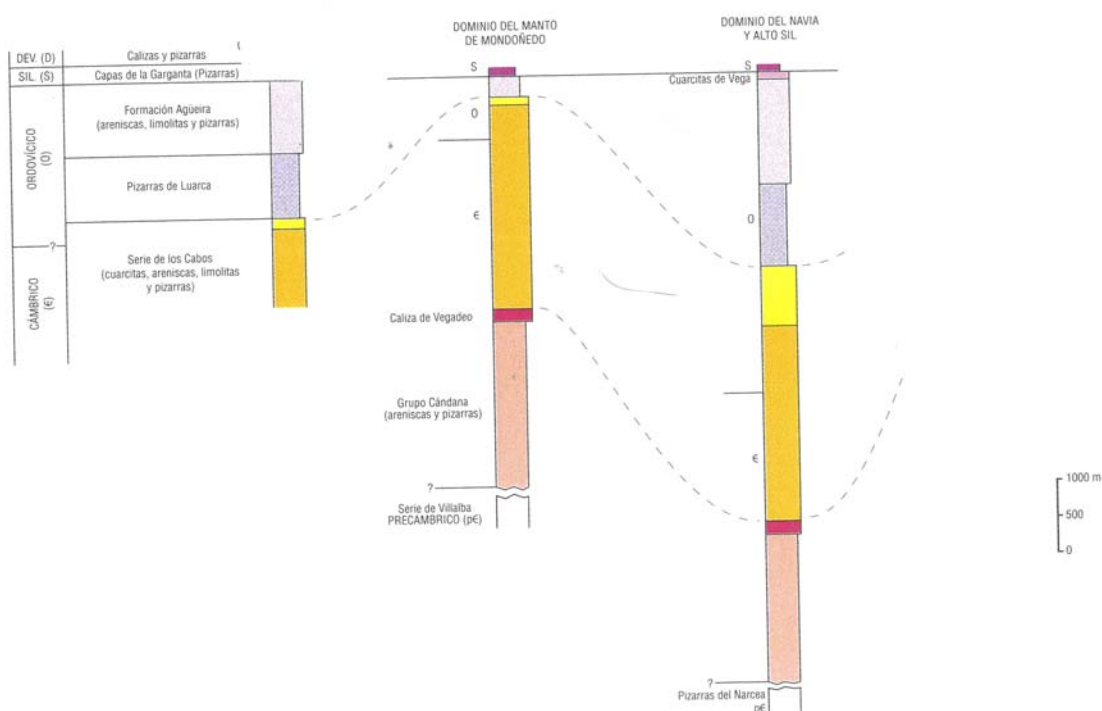 DEV. (D)
Calizas y pizarras
SIL. (S)
Capas de la Garganta (Pizarras)
ORDOVÍCICO
(O)
Formación Agüeira
(areniscas, limolitas y pizarras)
Pizarras de Luarca
?
CÁMBRICO
(Є)
Serie de los Cabos
(cuarcitas, areniscas, limolitas
y pizarras)
DOMINIO DEL MANTO
DE MONDOÑEDO
S
O
Є
Caliza de Vegadeo
Grupo Cándana
(areniscas y pizarras)
?
Serie de Villalba
PRECAMBRICO (pЄ)
DOMINIO DEL NAVIA
Y ALTO SIL
S
Cuarcitas de Vega
O
Є
?
Pizarras del Narcea
pЄ
1000 m
500
0